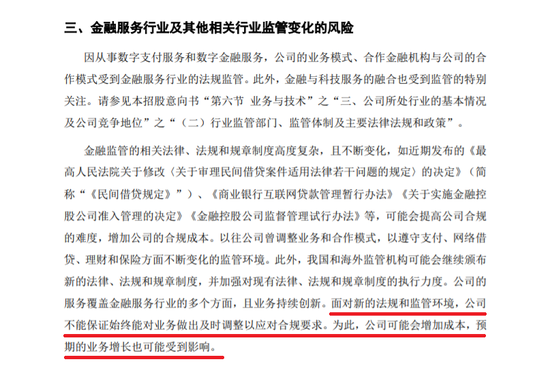 三、金融服务行业及其他相关行业监管变化的风险
因从事数字支付服务和数字金融服务，公司的业务模式、合作金融机构与公司的合
作模式受到金融服务行业的法规监管。此外，金融与科技服务的融合也受到监管的特别
关注。请参见本招股意向书“第六节 业务与技术”之“三、公司所处行业的基本情况
及公司竞争地位”之“（二）行业监管部门、监管体制及主要法律法规和政策”。
金融监管的相关法律、法规和规章制度高度复杂，且不断变化，如近期发布的《最
高人民法院关于修改〈关于审理民间借贷案件适用法律若干问题的规定〉的决定》（简
称“《民间借贷规定》”）、《商业银行互联网贷款管理暂行办法》《关于实施金融控
股公司准入管理的决定》《金融控股公司监督管理试行办法》等，可能会提高公司合规
的难度，增加公司的合规成本。以往公司曾调整业务和合作模式，以遵守支付、网络借
贷、理财和保险方面不断变化的监管环境。此外，我国和海外监管机构可能会继续颁布
新的法律、法规和规章制度，并加强对现有法律、法规和规章制度的执行力度。公司的
服务覆盖金融服务行业的多个方面，且业务持续创新。面对新的法规和监管环境，公司
不能保证始终能对业务做出及时调整以应对合规要求。为此，公司可能会增加成本，预
期的业务增长也可能受到影响。